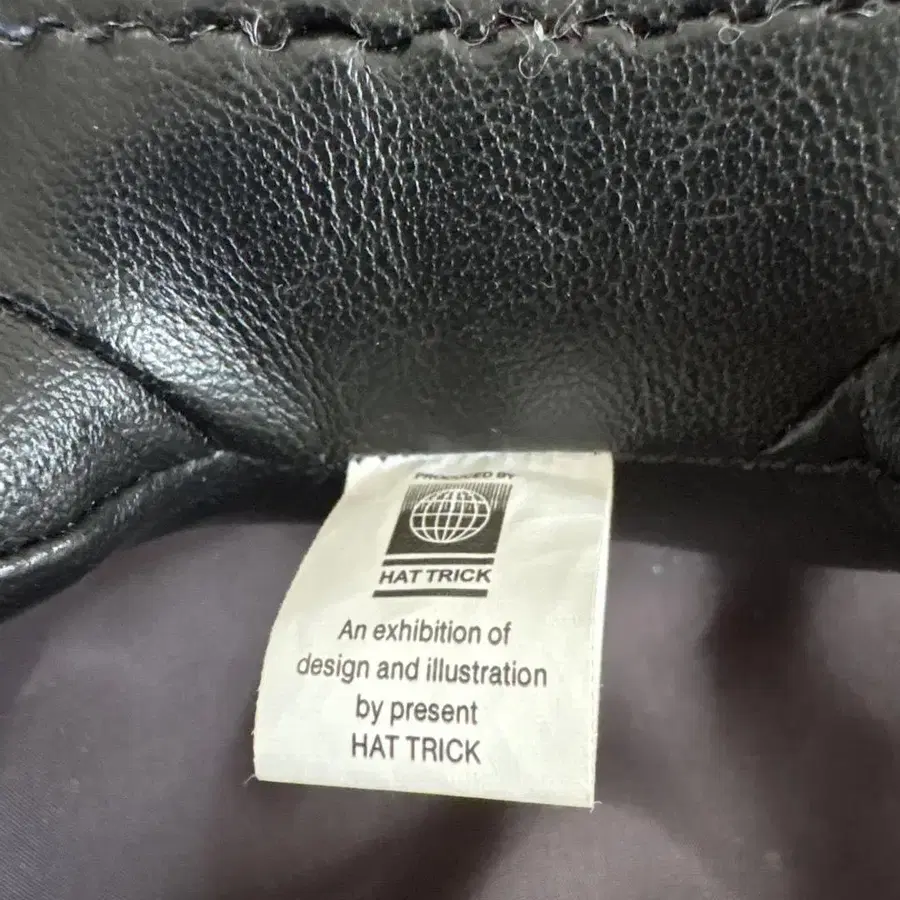 PRODUCED BY
HAT TRICK
An exhibition of
design and illustration
by present
HAT TRICK